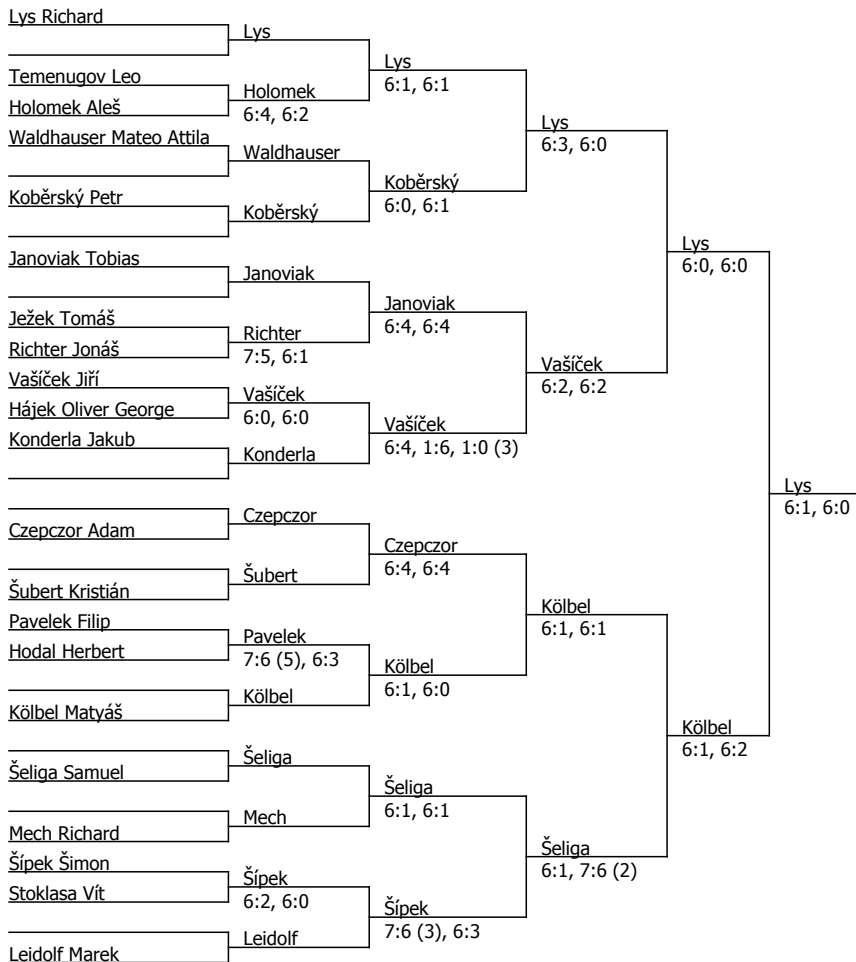 Lys Richard
Lys
Lys
6:1, 6:1
Temenugov Leo
Holomek
6:4, 6:2
Holomek Aleš
Lys
6:3, 6:0
Waldhauser Mateo Attila
Waldhauser
Koběrský
6:0, 6:1
Koběrský Petr
Koběrský
Lys
6:0, 6:0
Janoviak Tobias
Janoviak
Janoviak
6:4, 6:4
Ježek Tomáš
Richter
7:5, 6:1
Richter Jonáš
Vašíček
6:2, 6:2
Vašíček Jiří
Vašíček
6:0, 6:0
Hájek Oliver George
Vašíček
6:4, 1:6, 1:0 (3)
Konderla Jakub
Konderla
Lys
6:1, 6:0
Czepczor
Czepczor Adam
Czepczor
6:4, 6:4
Šubert
Šubert Kristián
Kölbel
6:1, 6:1
Pavelek Filip
Pavelek
7:6 (5), 6:3
Hodal Herbert
Kölbel
6:1, 6:0
Kölbel
Kölbel Matyáš
Kölbel
6:1, 6:2
Šeliga
Šeliga Samuel
Šeliga
6:1, 6:1
Mech
Mech Richard
Šeliga
6:1, 7:6 (2)
Šípek Šimon
Šípek
6:2, 6:0
Stoklasa Vít
Šípek
7:6 (3), 6:3
Leidolf
Leidolf Marek